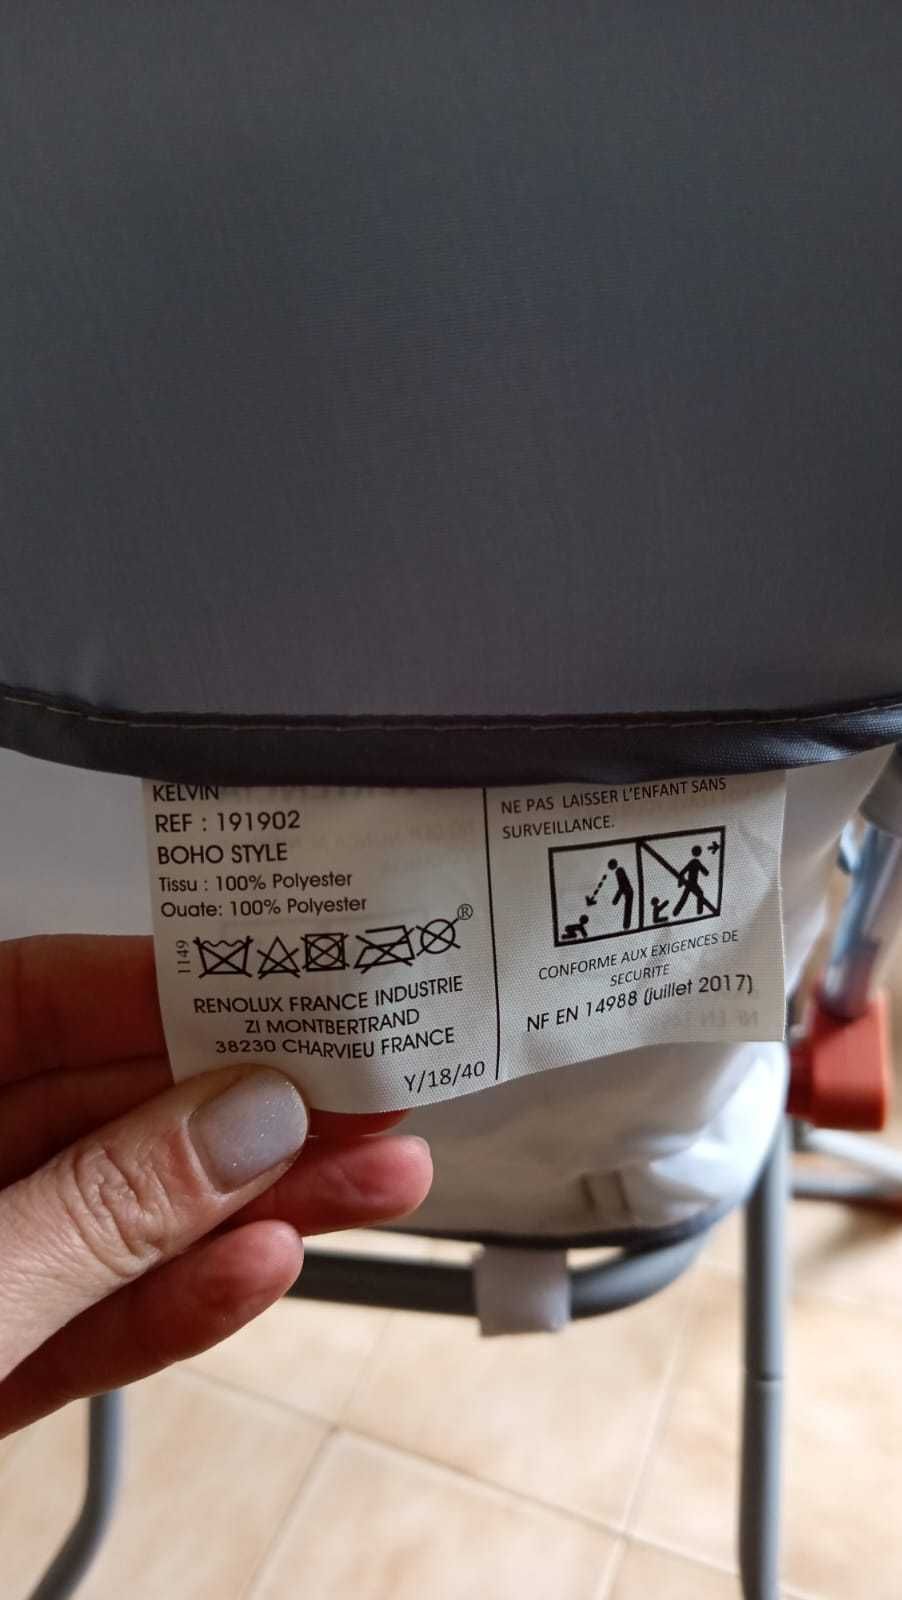 KELVIN
REF : 191902
BOHO STYLE
Tissu : 100% Polyester
Ouate: 100% Polyester
®
1149
RENOLUX FRANCE INDUSTRIE
ZI MONTBERTRAND
38230 CHARVIEU FRANCE
Y/18/40
NE PAS LAISSER L'ENFANT SANS
SURVEILLANCE.
CONFORME AUX EXIGENCES DE
SECURITE
NF EN 14988 (juillet 2017)